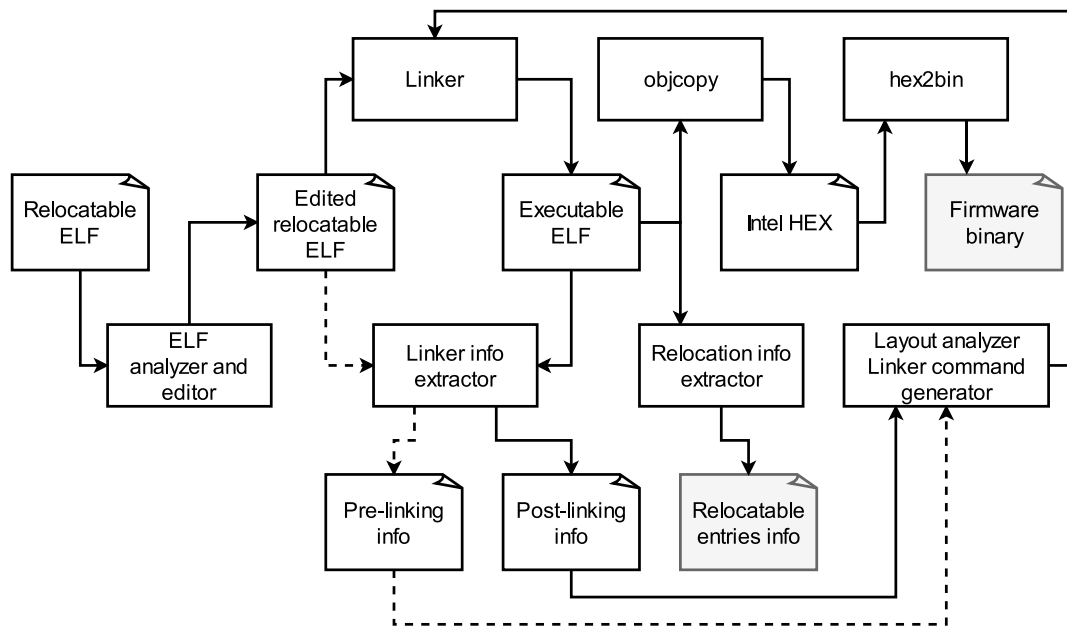 Linker
objcopy
hex2bin
Relocatable
ELF
Edited
relocatable
ELF
Executable
ELF
Intel HEX
Firmware
binary
ELF
analyzer and
editor
Linker info
extractor
Relocation info
extractor
Layout analyzer
Linker command
generator
Pre-linking
info
Post-linking
info
Relocatable
entries info